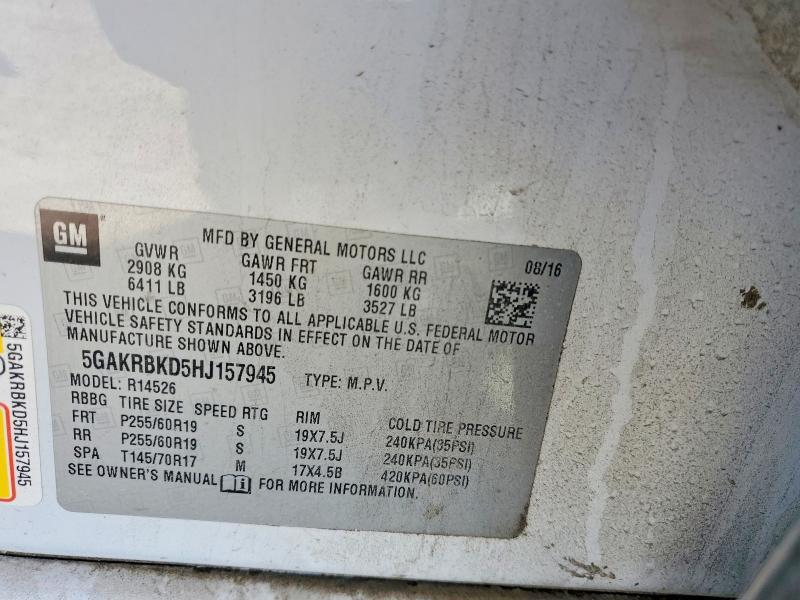 GM
MFD BY GENERAL MOTORS LLC
08/16
GVWR GAWR FRT GAWR RR
2908 KG 1450 KG 1600 KG
6411 LB 3196 LB 3527 LB
THIS VEHICLE CONFORMS TO ALL APPLICABLE U.S. FEDERAL MOTOR
VEHICLE SAFETY STANDARDS IN EFFECT ON THE DATE OF
MANUFACTURE SHOWN ABOVE.
5GAKRBKD5HJ157945 TYPE: M.P.V.
MODEL: R14526
RBBG TIRE SIZE SPEED RTG RIM COLD TIRE PRESSURE
FRT P255/60R19 S 19X7.5J 240KPA(35PSI)
RR P255/60R19 S 19X7.5J 240KPA(35PSI)
SPA T145/70R17 M 17X4.5B 420KPA(60PSI)
SEE OWNER'S MANUAL FOR MORE INFORMATION.
5GAKRBKD5HJ157945